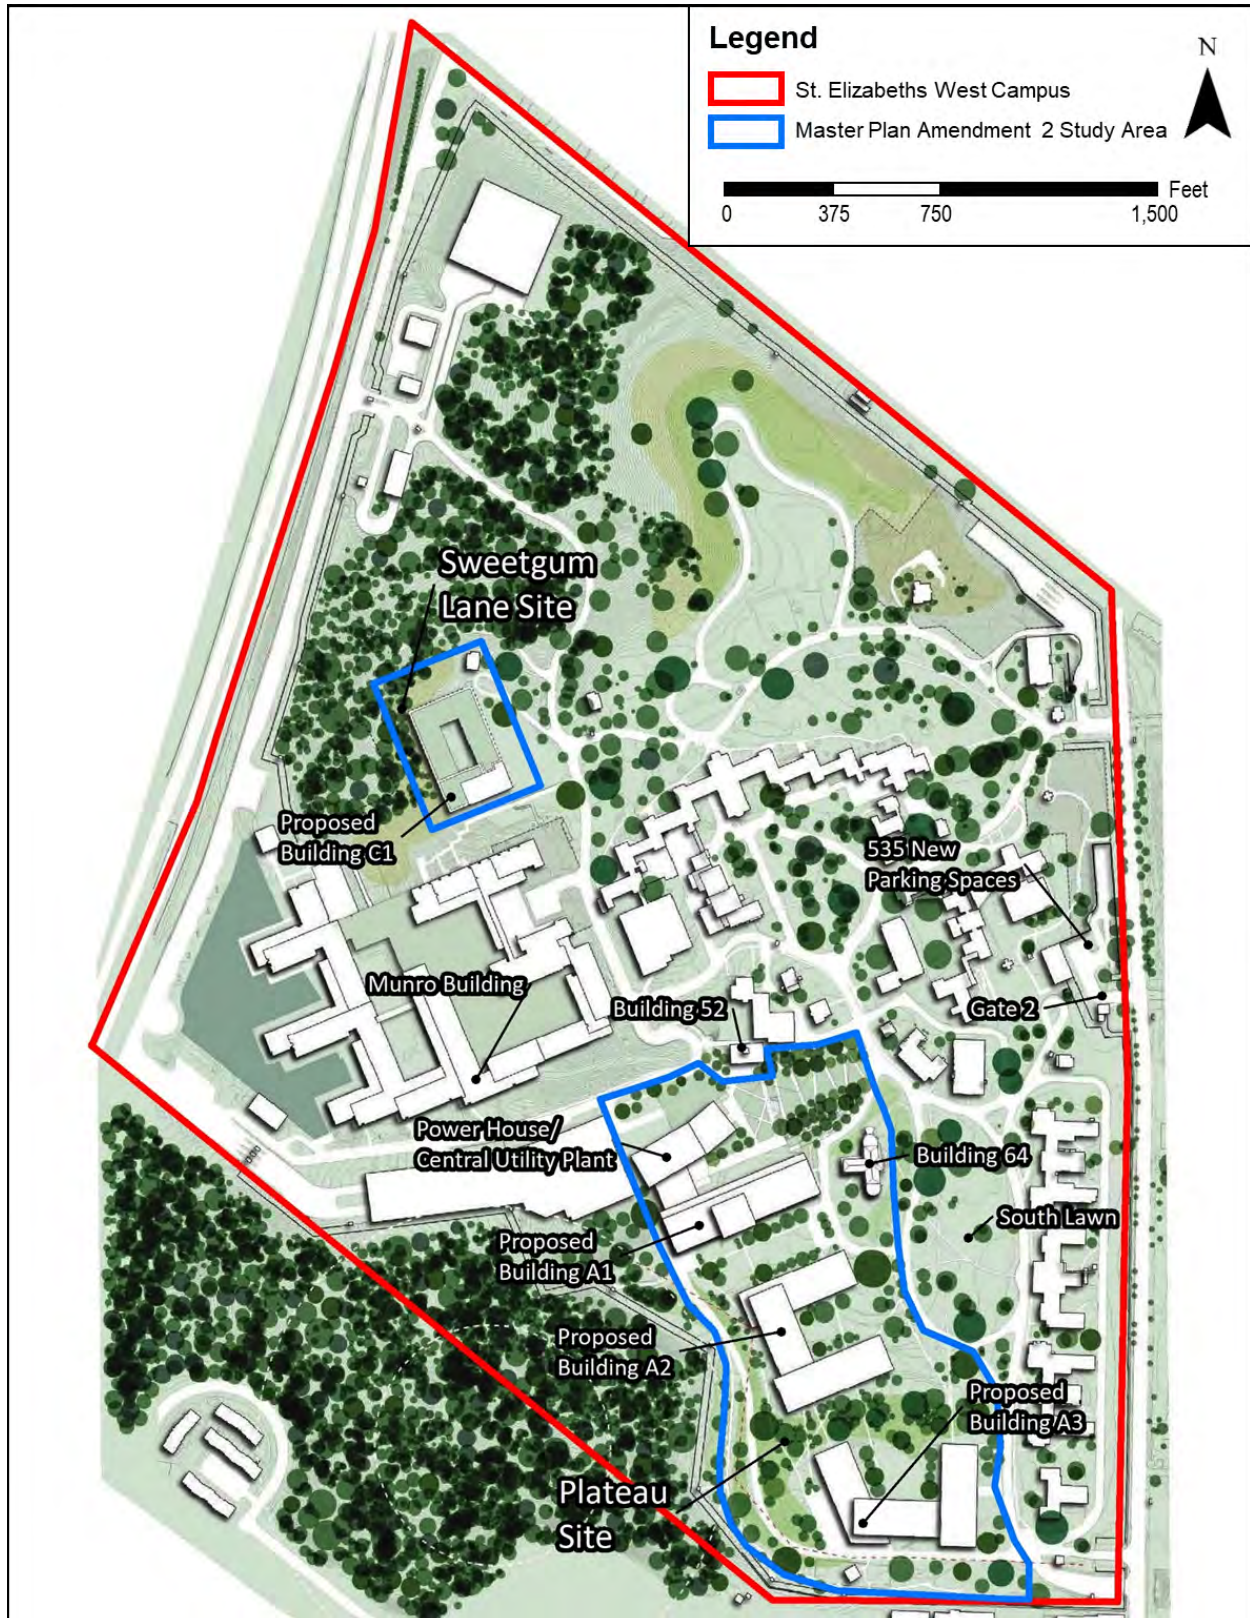 Legend
N
St. Elizabeths West Campus
Master Plan Amendment 2 Study Area
Feet
0 375 750 1,500
Sweetgum
Lane Site
Proposed
Building C1
535 New
Parking Spaces
Munro Building
Building 52
Gate 2
Power House/
Central Utility Plant
Building 64
South Lawn
Proposed
Building A1
Proposed
Building A2
Proposed
Building A3
Plateau
Site